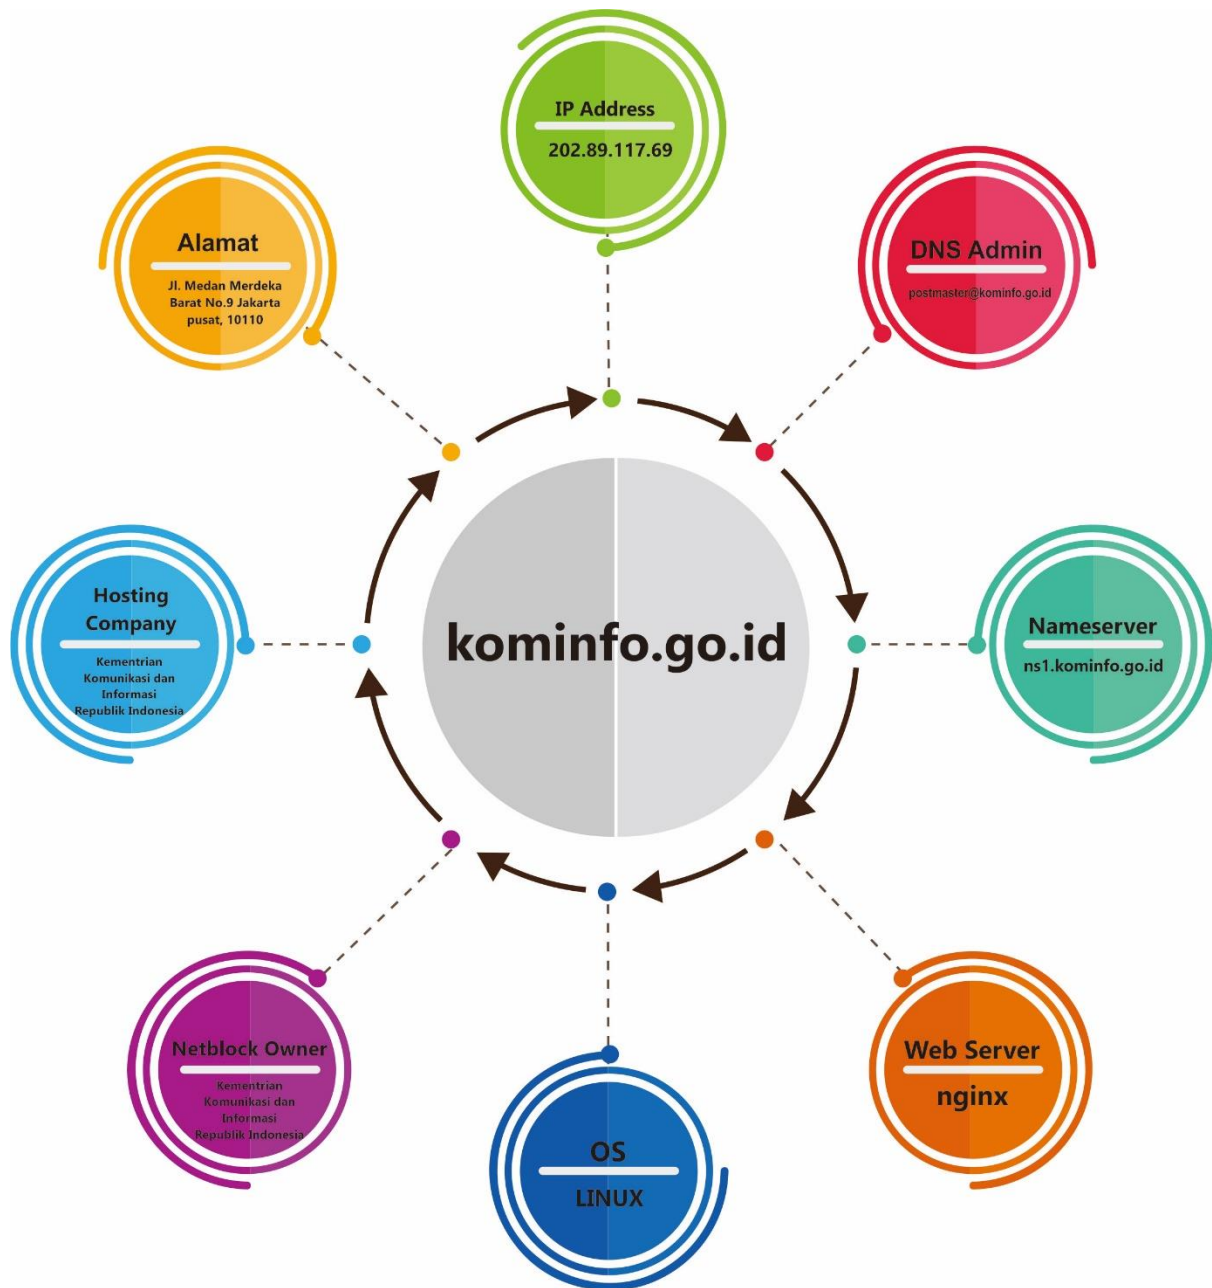 IP Address
202.89.117.69
DNS Admin
postmaster@kominfo.go.id
Nameserver
ns1.kominfo.go.id
Web Server
nginx
OS
LINUX
Netblock Owner
Kementrian
Komunikasi dan
Informasi
Republik Indonesia
Hosting
Company
Kementrian
Komunikasi dan
Informasi
Republik Indonesia
Alamat
Jl. Medan Merdeka
Barat No.9 Jakarta
pusat, 10110
kominfo.go.id